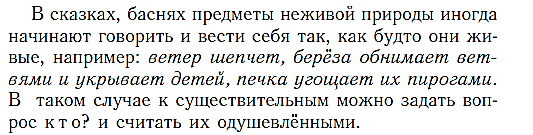 В сказках, баснях предметы неживой природы иногда
начинают говорить и вести себя так, как будто они жи-
вые, например: ветер шепчет, берёза обнимает вет-
вями и укрывает детей, печка угощает их пирогами.
В таком случае к существительным можно задать воп-
рос кто? и считать их одушевлёнными.